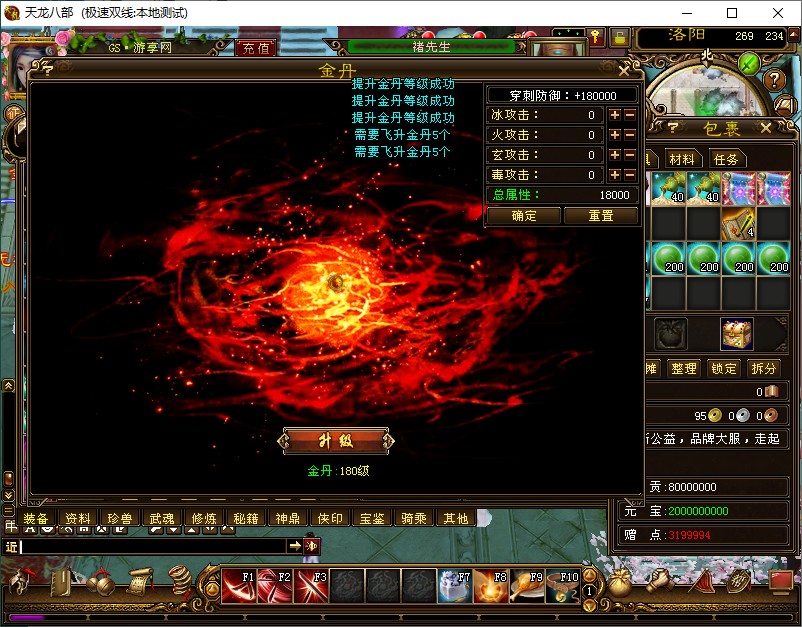 天龙八部 (极速双线:本地测试)
GS·游享网
充值
褚先生
洛阳
269 234
北
金丹
提升金丹等级成功
提升金丹等级成功
提升金丹等级成功
需要飞升金丹5个
需要飞升金丹5个
穿刺防御：+180000
冰攻击： 0
火攻击： 0
玄攻击： 0
毒攻击： 0
总属性： 18000
确定 重置
升级
金丹:180级
包裹
材料 任务
40 40
4
200 200 200 200
摊 整理 锁定 拆分
0
95 0 0
新公益，品牌大服，走起
贡:80000000
元 宝:2000000000
赠 点:3199994
装备 资料 珍兽 武魂 修炼 秘籍 神鼎 侠印 宝鉴 骑乘 其他
近
F1 F2 F3 F7 F8 F9 F10
1